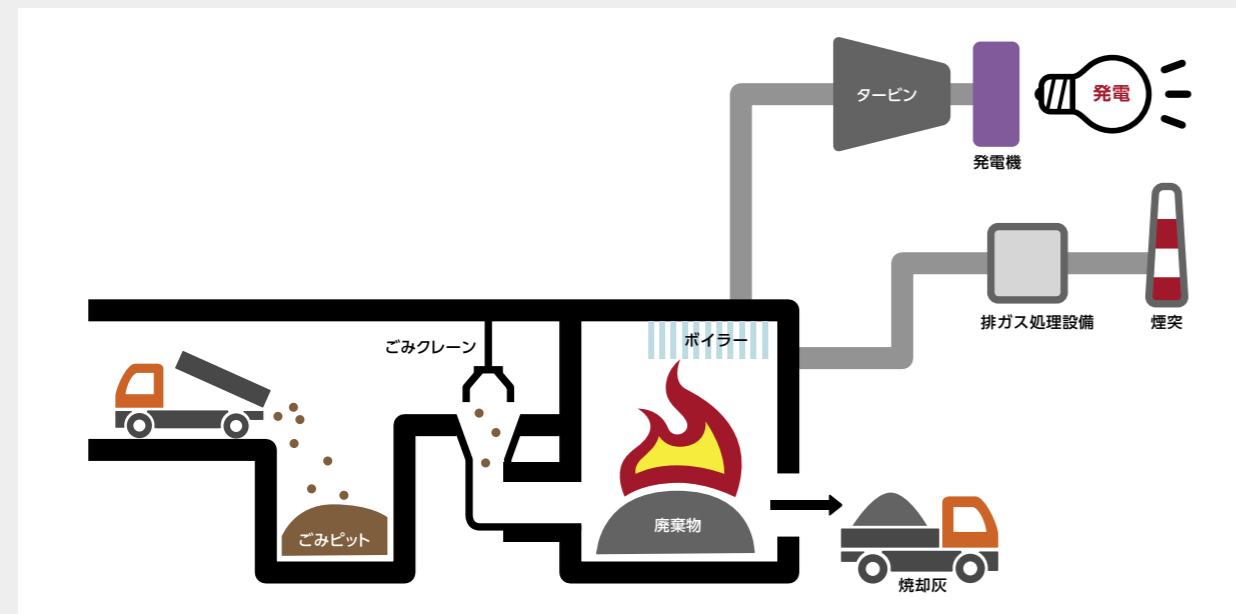 タービン
発電
発電機
排ガス処理設備
煙突
ごみクレーン
ボイラー
廃棄物
ごみピット
焼却灰